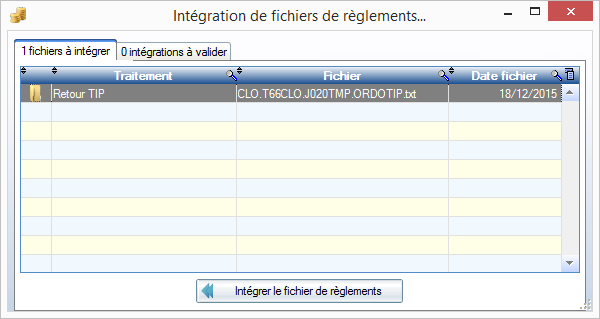 Intégration de fichiers de règlements...
1 fichiers à intégrer 0 intégrations à valider
Traitement Fichier Date fichier
Retour TIP CLO.T66CLO.J020TMP.ORDOTIP.txt 18/12/2015
Intégrer le fichier de règlements